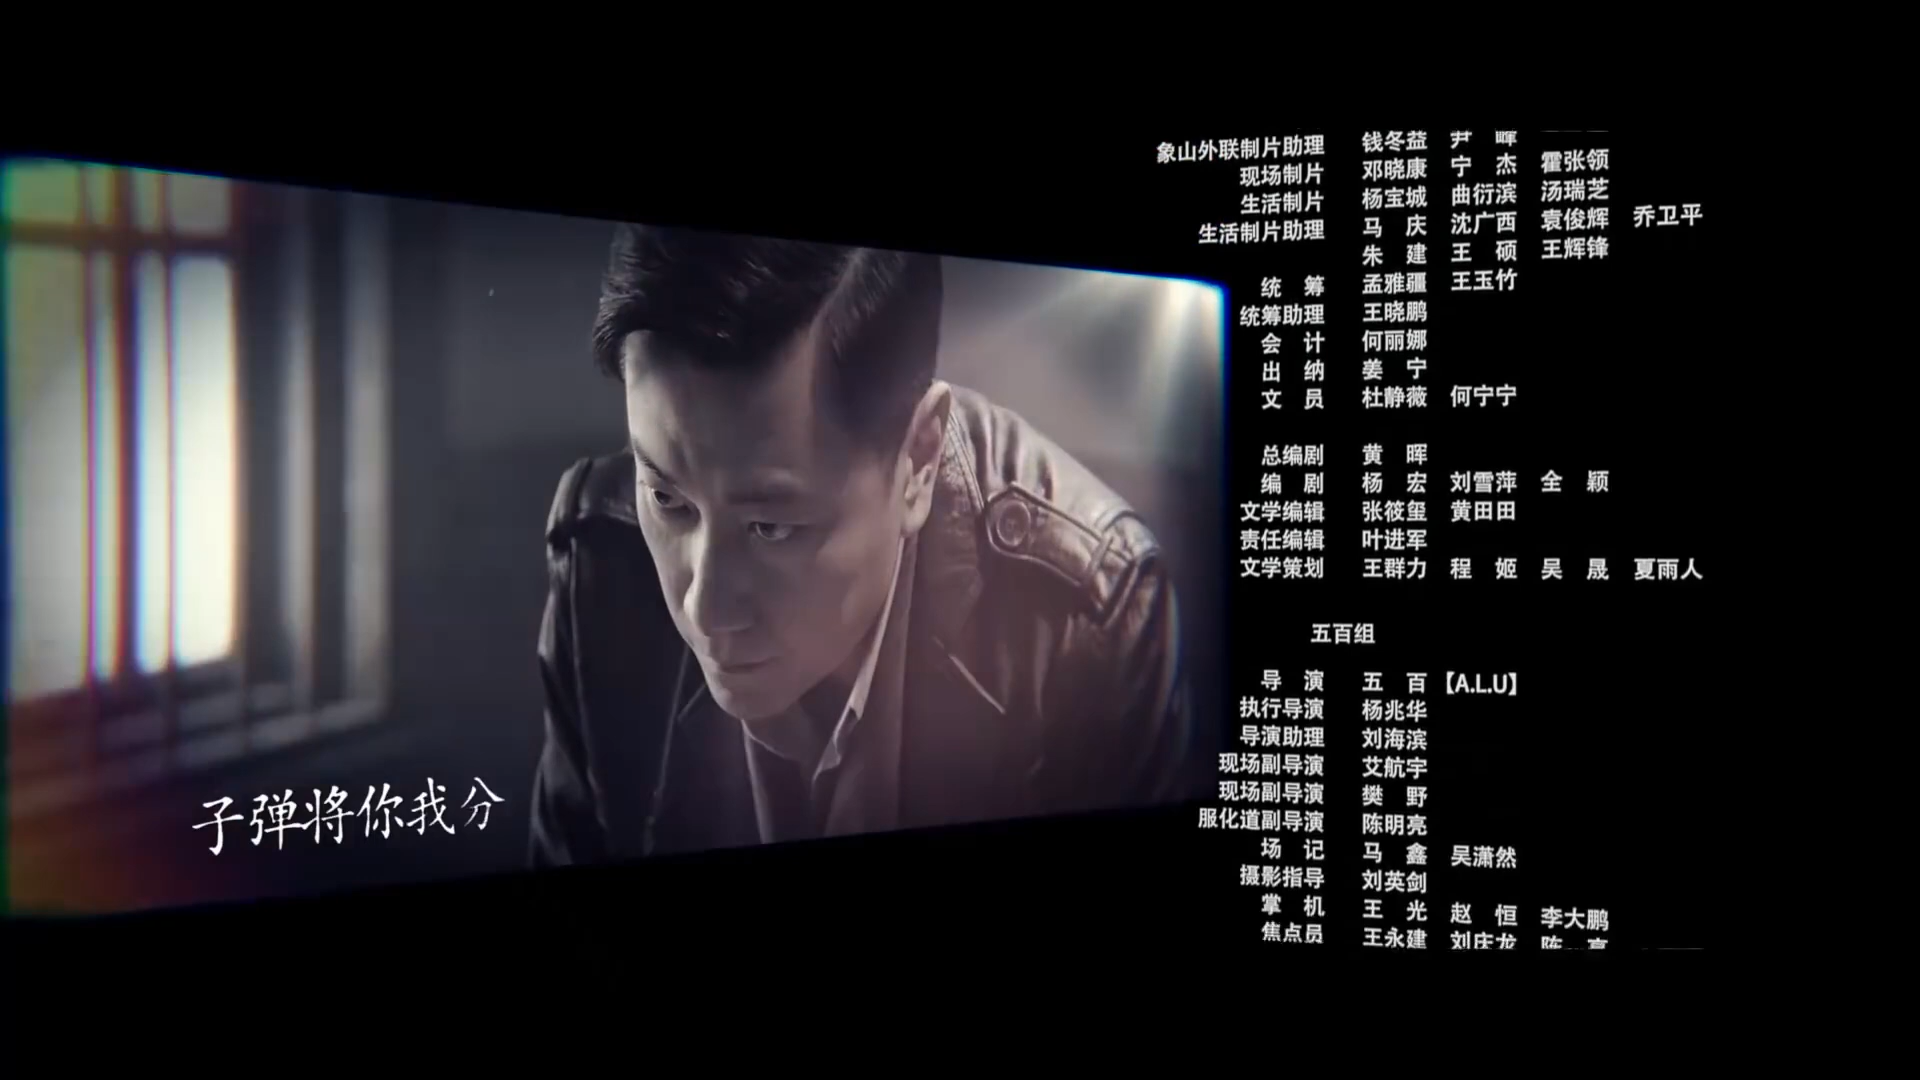 象山外联制片助理 钱冬益 尹 峰
现场制片 邓晓康 宁 杰 霍张领
生活制片 杨宝城 曲衍滨 汤瑞芝
生活制片助理 马 庆 沈广西 袁俊辉 乔卫平
朱 建 王 硕 王辉锋
统 筹 孟雅疆 王玉竹
统筹助理 王晓鹏
会 计 何丽娜
出 纳 姜 宁
文 员 杜静薇 何宁宁
总编剧 黄 晖
编 剧 杨 宏 刘雪萍 全 颖
文学编辑 张筱玺 黄田田
责任编辑 叶进军
文学策划 王群力 程 姬 吴 晟 夏雨人
五百组
导 演 五 百【A.L.U】
执行导演 杨兆华
导演助理 刘海滨
现场副导演 艾航宇
现场副导演 樊 野
服化道副导演 陈明亮
场 记 马 鑫 吴潇然
摄影指导 刘英剑
掌 机 王 光 赵 恒 李大鹏
焦点员 王永建 刘庆龙 陈
子弹将你我分